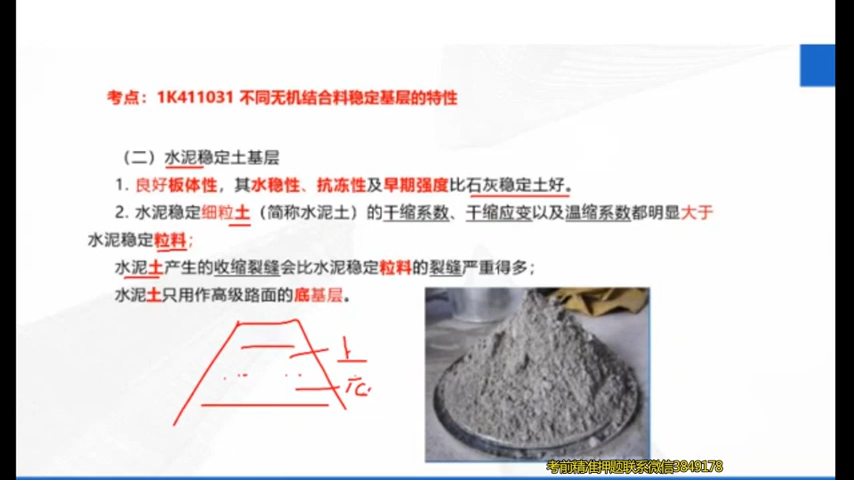 考点：1K411031 不同无机结合料稳定基层的特性
（二）水泥稳定土基层
1. 良好板体性，其水稳性、抗冻性及早期强度比石灰稳定土好。
2. 水泥稳定细粒土（简称水泥土）的干缩系数、干缩应变以及温缩系数都明显大于
水泥稳定粒料；
水泥土产生的收缩裂缝会比水泥稳定粒料的裂缝严重得多；
水泥土只用作高级路面的底基层。
考前精准押题联系微信3849178